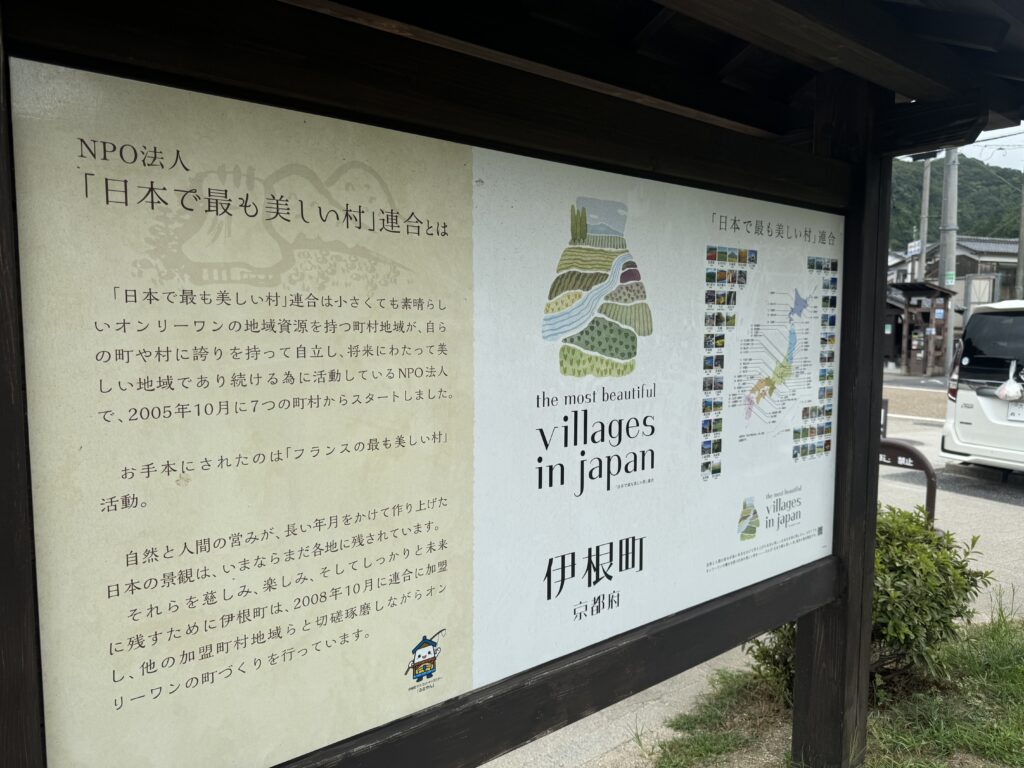 NPO法人
「日本で最も美しい村」連合とは
「日本で最も美しい村」連合は小さくても素晴らし
いオンリーワンの地域資源を持つ町村地域が、自ら
の町や村に誇りを持って自立し、将来にわたって美
しい地域であり続ける為に活動しているNPO法人
で、2005年10月に7つの町村からスタートしました。
お手本にされたのは「フランスの最も美しい村」
活動。
自然と人間の営みが、長い年月をかけて作り上げた
日本の景観は、いまならまだ各地に残されています。
それらを慈しみ、楽しみ、そしてしっかりと未来
に残すために伊根町は、2008年10月に連合に加盟
し、他の加盟町村地域らと切磋琢磨しながらオン
リーワンの町づくりを行っています。
the most beautiful
villages
in japan
「日本で最も美しい村」連合
伊根町
京都府
「日本で最も美しい村」連合
the most beautiful
villages
in japan
禁止